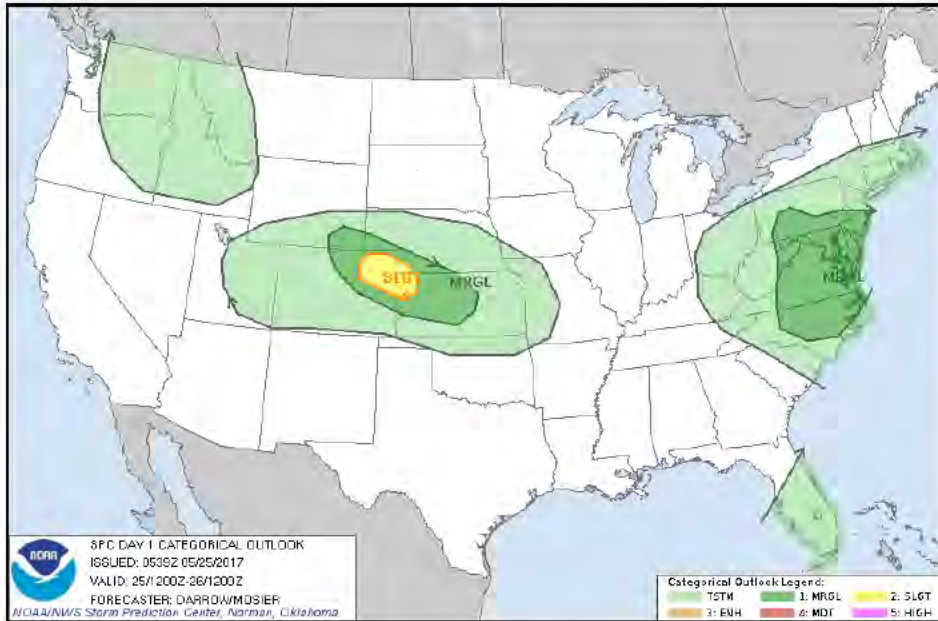 SLGT
MRGL
MRGL
NOAA
SPC DAY 1 CATEGORICAL OUTLOOK
ISSUED: 0539Z 05/25/2017
VALID: 25/1200Z-26/1200Z
FORECASTER: DARROW/MOSIER
NOAA/NWS Storm Prediction Center, Norman, Oklahoma
Categorical Outlook Legend:
TSTM 1: MRGL 2: SLGT
3: ENH 4: MDT 5: HIGH